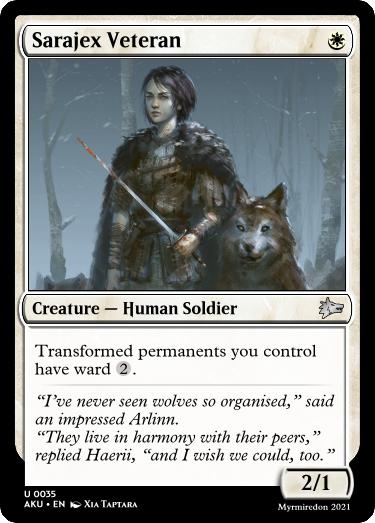 Sarajex Veteran
Creature — Human Soldier
Transformed permanents you control
have ward 2.
“I’ve never seen wolves so organised,” said
an impressed Arlinn.
“They live in harmony with their peers,”
replied Haerii, “and I wish we could, too.”
2/1
U 0035
AKU • EN Xia Taptara
Myrmiredon 2021